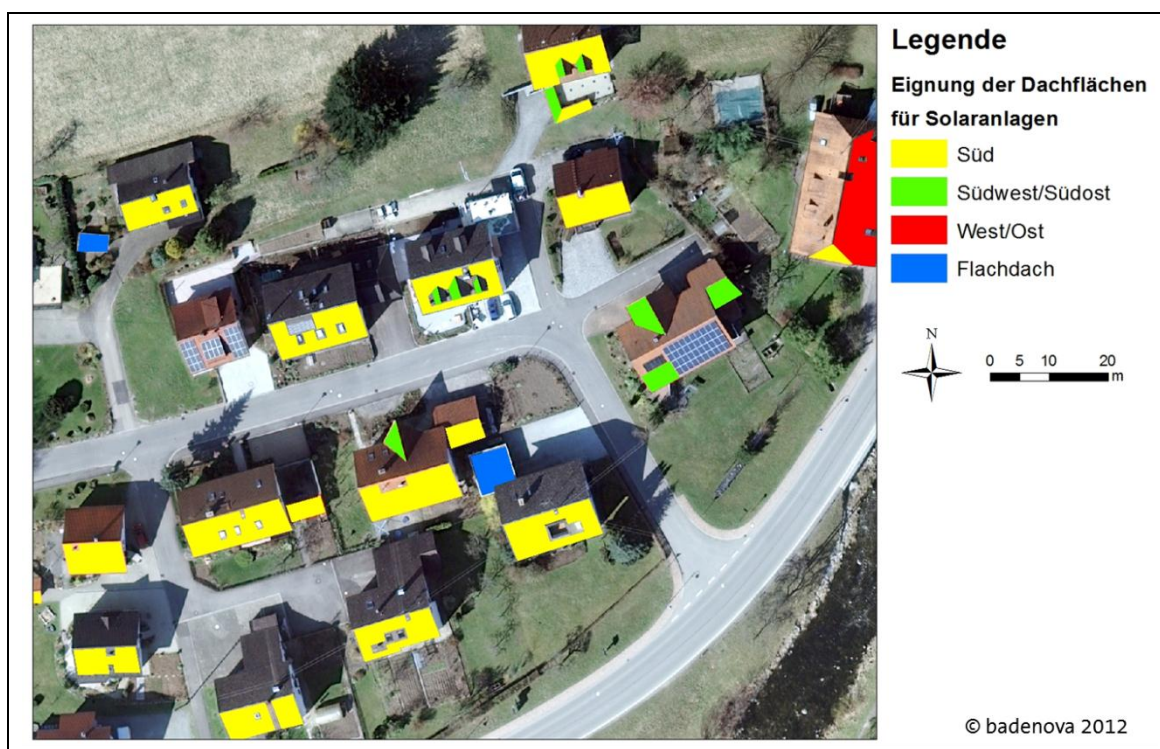 Legende
Eignung der Dachflächen
für Solaranlagen
Süd
Südwest/Südost
West/Ost
Flachdach
N
0 5 10 20
m
© badenova 2012